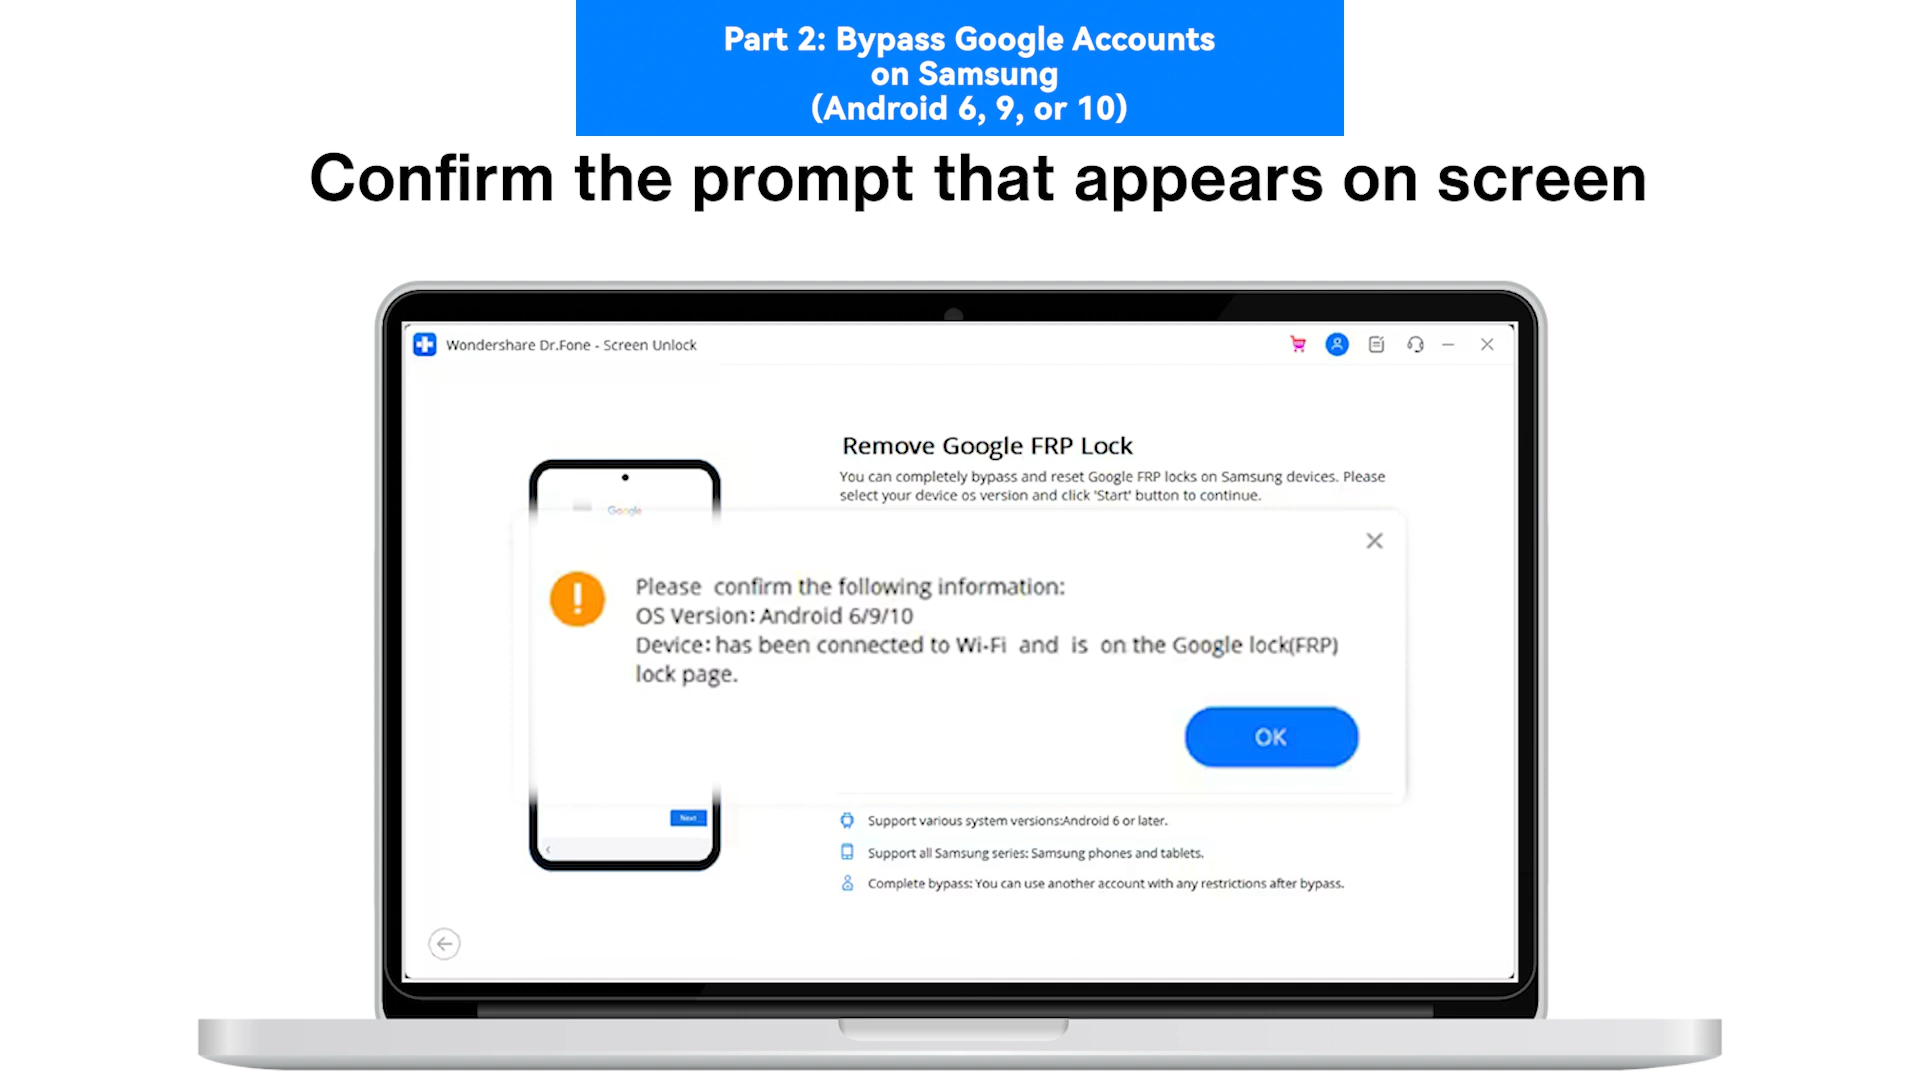 Part 2: Bypass Google Accounts
on Samsung
(Android 6, 9, or 10)
Confirm the prompt that appears on screen
Wondershare Dr.Fone - Screen Unlock
Remove Google FRP Lock
You can completely bypass and reset Google FRP locks on Samsung devices. Please
select your device os version and click 'Start' button to continue.
Google
Please confirm the following information:
OS Version: Android 6/9/10
Device: has been connected to Wi-Fi and is on the Google lock(FRP)
lock page.
OK
Next
Support various system versions:Android 6 or later.
Support all Samsung series: Samsung phones and tablets.
Complete bypass: You can use another account with any restrictions after bypass.